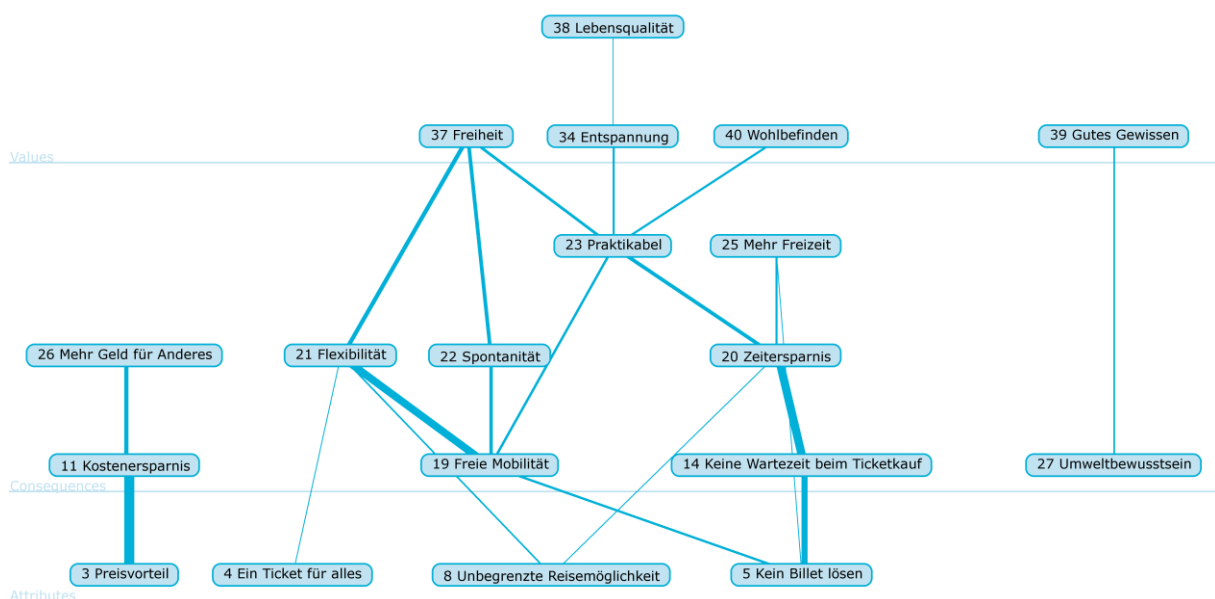 38 Lebensqualität
37 Freiheit
34 Entspannung
40 Wohlbefinden
39 Gutes Gewissen
Values
23 Praktikabel
25 Mehr Freizeit
26 Mehr Geld für Anderes
21 Flexibilität
22 Spontanität
20 Zeitersparnis
11 Kostenersparnis
19 Freie Mobilität
14 Keine Wartezeit beim Ticketkauf
27 Umweltbewusstsein
Consequences
3 Preisvorteil
4 Ein Ticket für alles
8 Unbegrenzte Reisemöglichkeit
5 Kein Billet lösen
Attributes